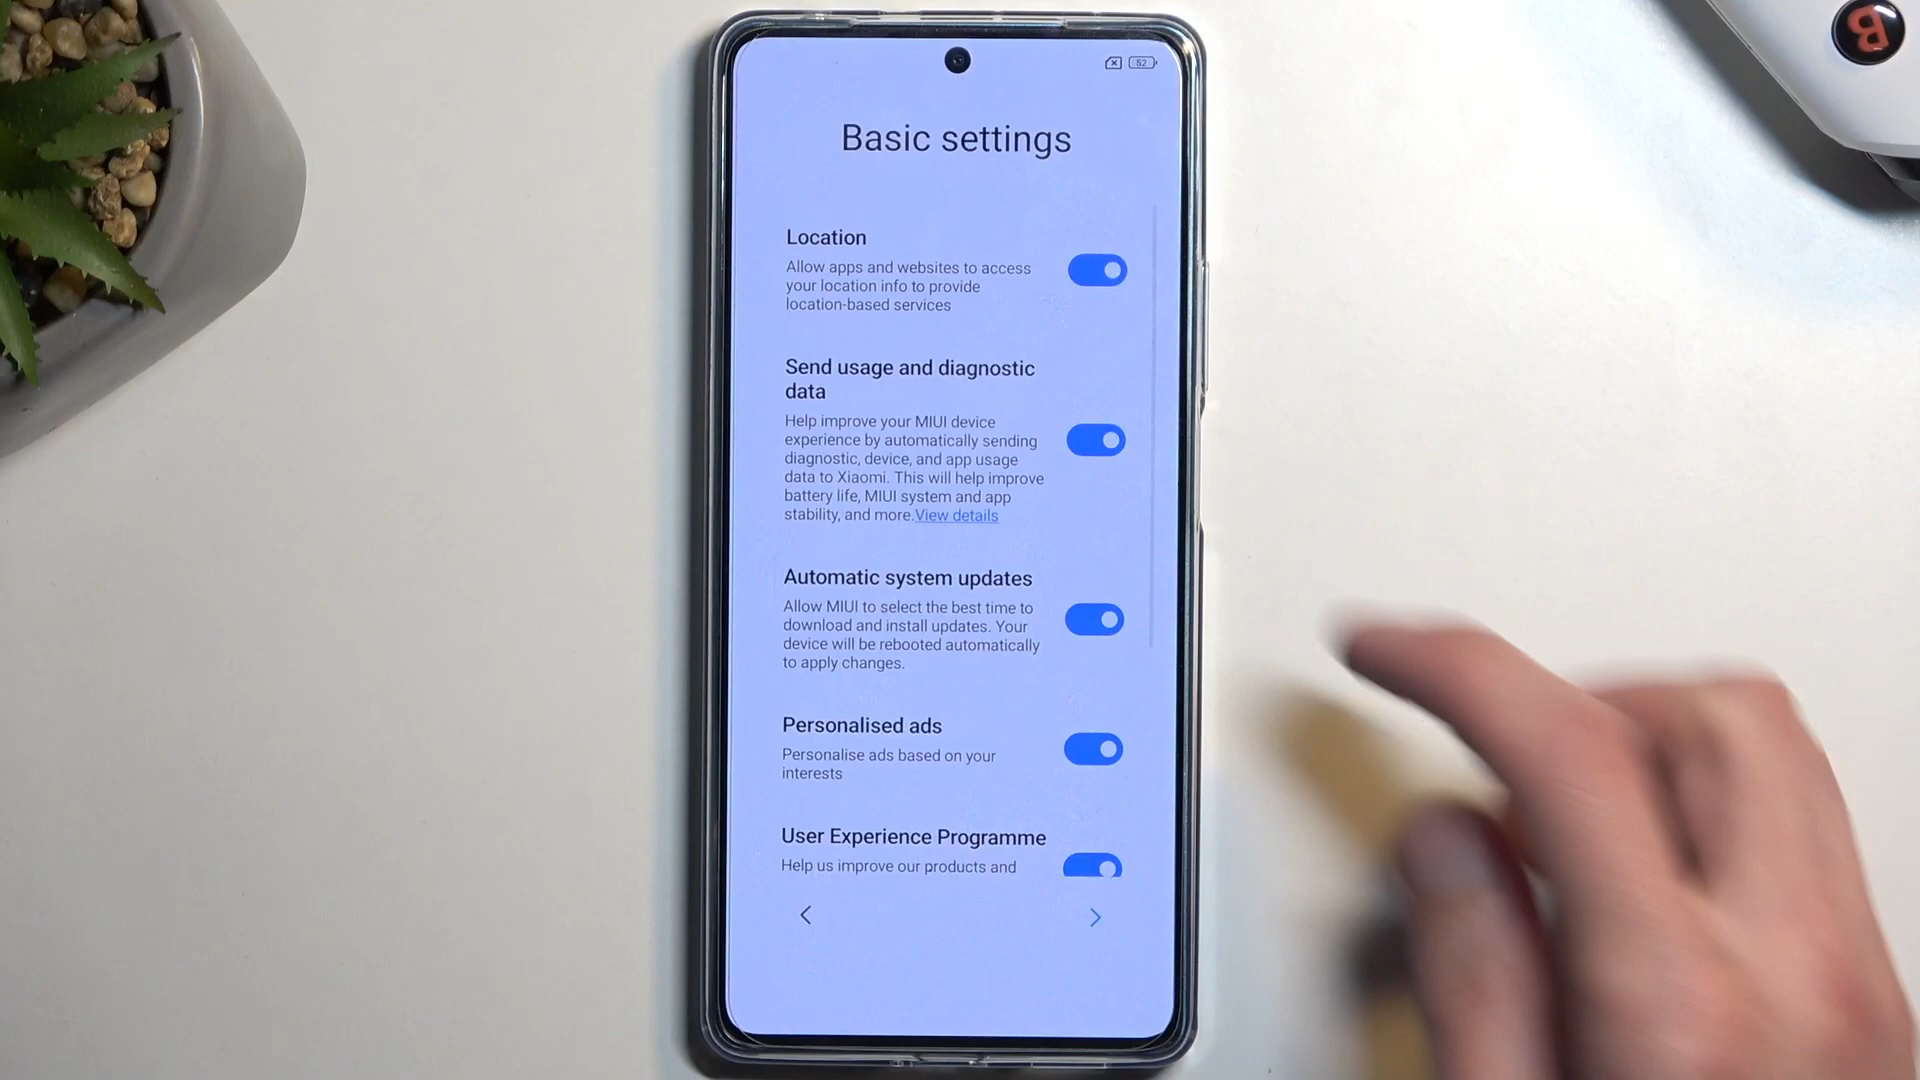 52
Basic settings
Location
Allow apps and websites to access
your location info to provide
location-based services
Send usage and diagnostic
data
Help improve your MIUI device
experience by automatically sending
diagnostic, device, and app usage
data to Xiaomi. This will help improve
battery life, MIUI system and app
stability, and more.View details
Automatic system updates
Allow MIUI to select the best time to
download and install updates. Your
device will be rebooted automatically
to apply changes.
Personalised ads
Personalise ads based on your
interests
User Experience Programme
Help us improve our products and
B